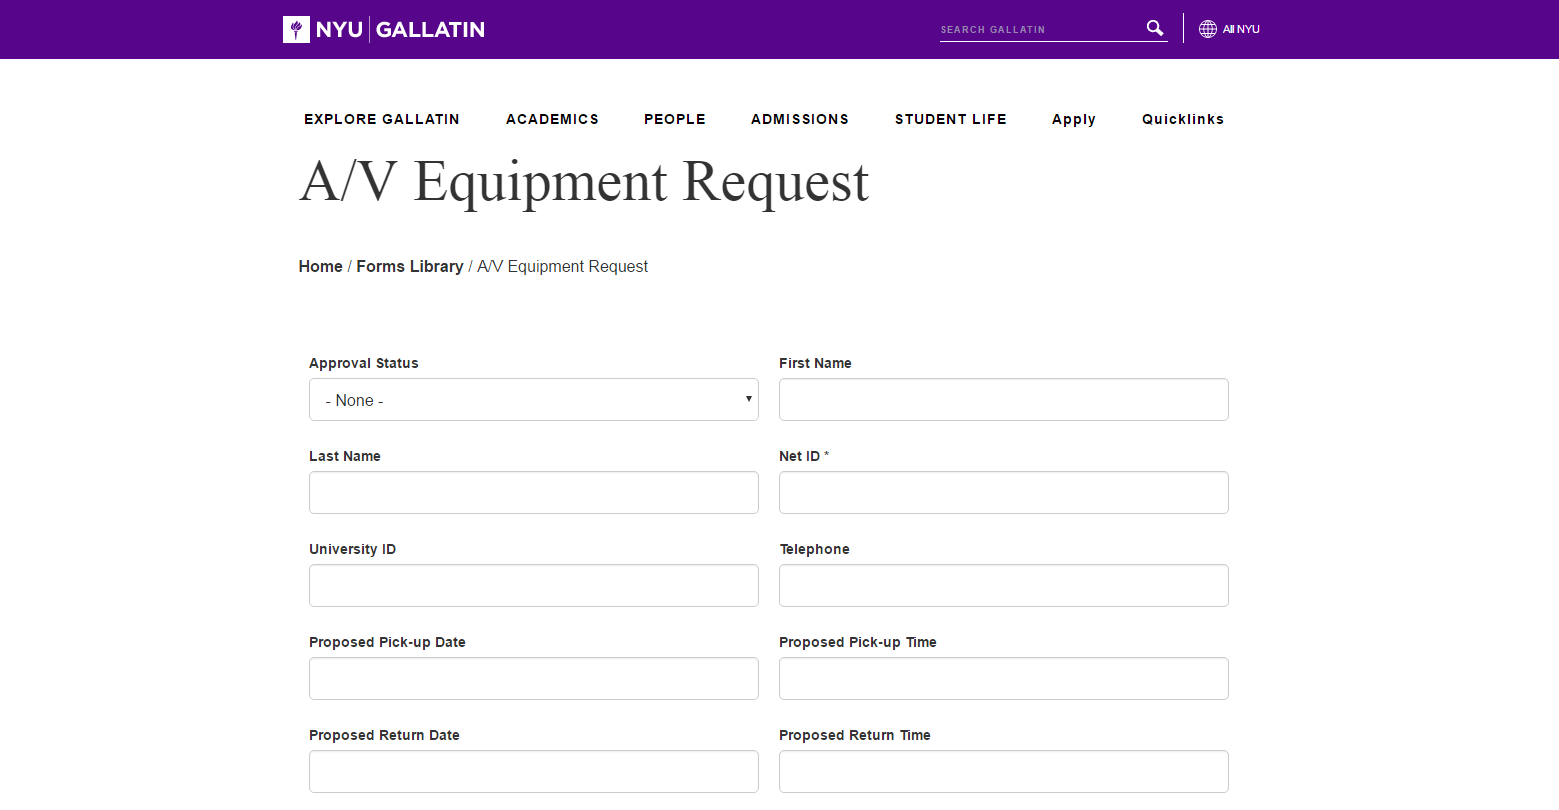 NYU GALLATIN
SEARCH GALLATIN
All NYU
EXPLORE GALLATIN ACADEMICS PEOPLE ADMISSIONS STUDENT LIFE Apply Quicklinks
A/V Equipment Request
Home / Forms Library / A/V Equipment Request
Approval Status First Name
- None -
Last Name Net ID *
University ID Telephone
Proposed Pick-up Date Proposed Pick-up Time
Proposed Return Date Proposed Return Time